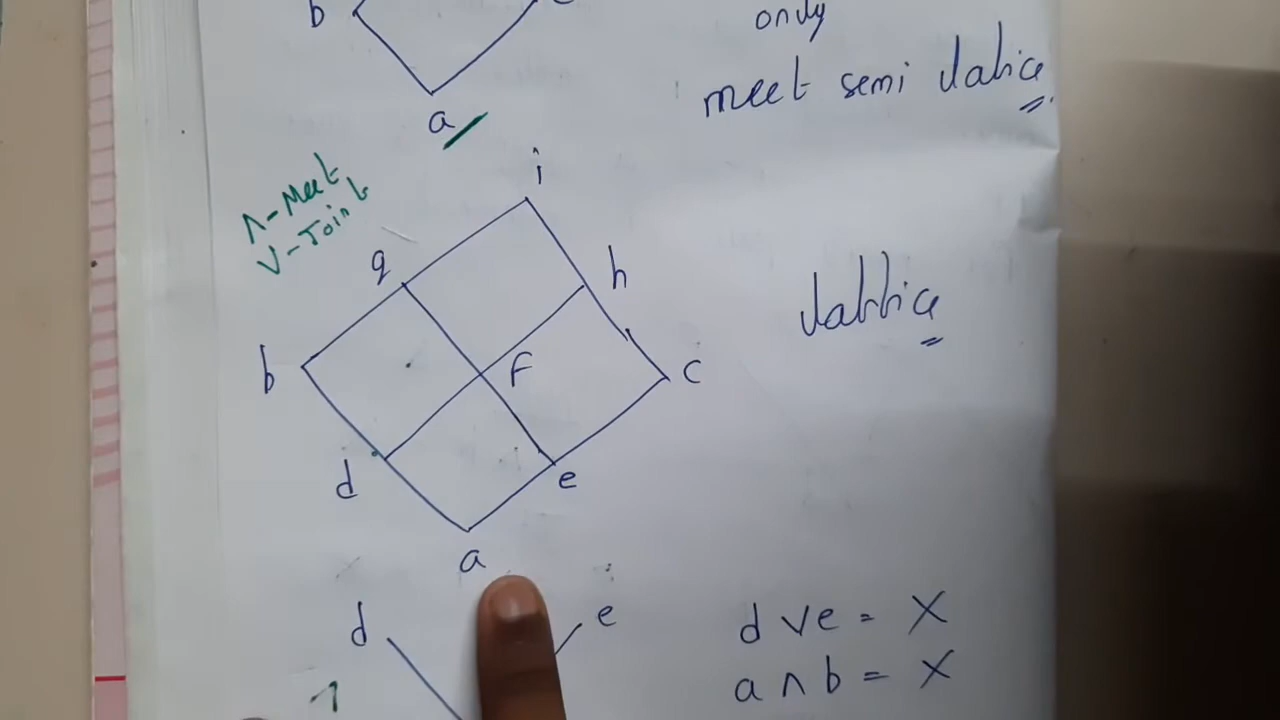 b
only
meet semi lattice
a
∧ - Meet
∨ - Join
i
g
h
lattice
b
f
c
d
e
a
d
e
d ∨ e = X
a ∧ b = X